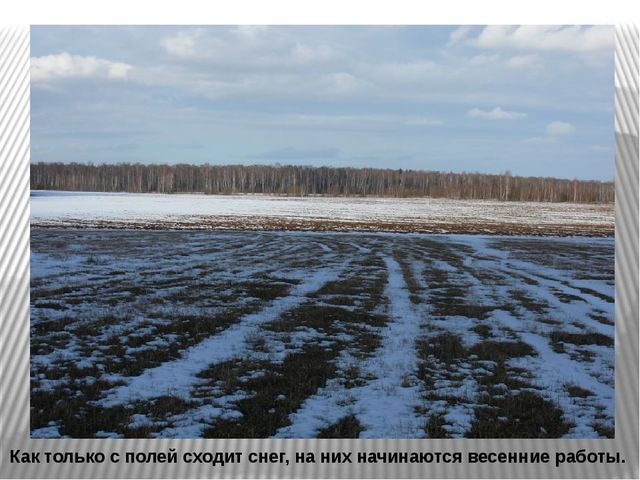 Как только с полей сходит снег, на них начинаются весенние работы.